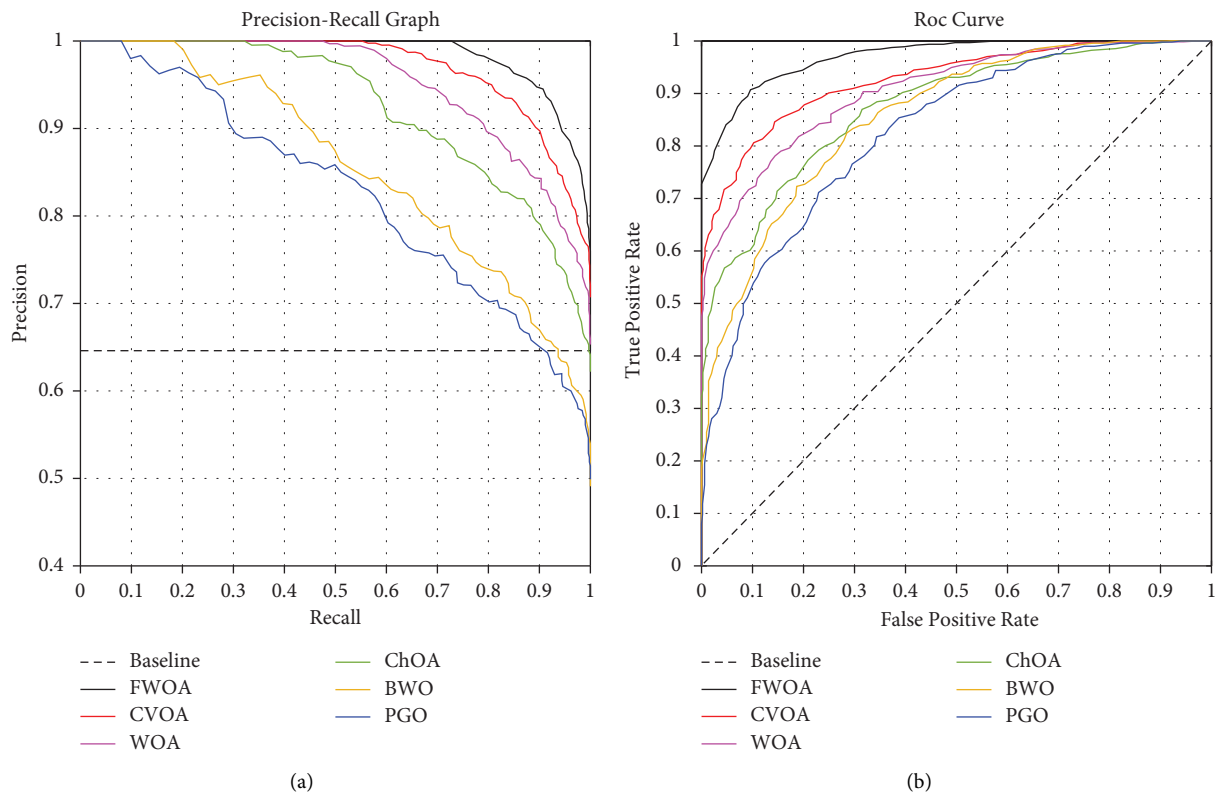 Precision-Recall Graph
1
0.9
0.8
0.7
0.6
0.5
0.4
Precision
0 0.1 0.2 0.3 0.4 0.5 0.6 0.7 0.8 0.9 1
Recall
Baseline
FWOA
CVOA
WOA
ChOA
BWO
PGO
(a)
Roc Curve
1
0.9
0.8
0.7
0.6
0.5
0.4
0.3
0.2
0.1
0
True Positive Rate
0 0.1 0.2 0.3 0.4 0.5 0.6 0.7 0.8 0.9 1
False Positive Rate
Baseline
FWOA
CVOA
WOA
ChOA
BWO
PGO
(b)